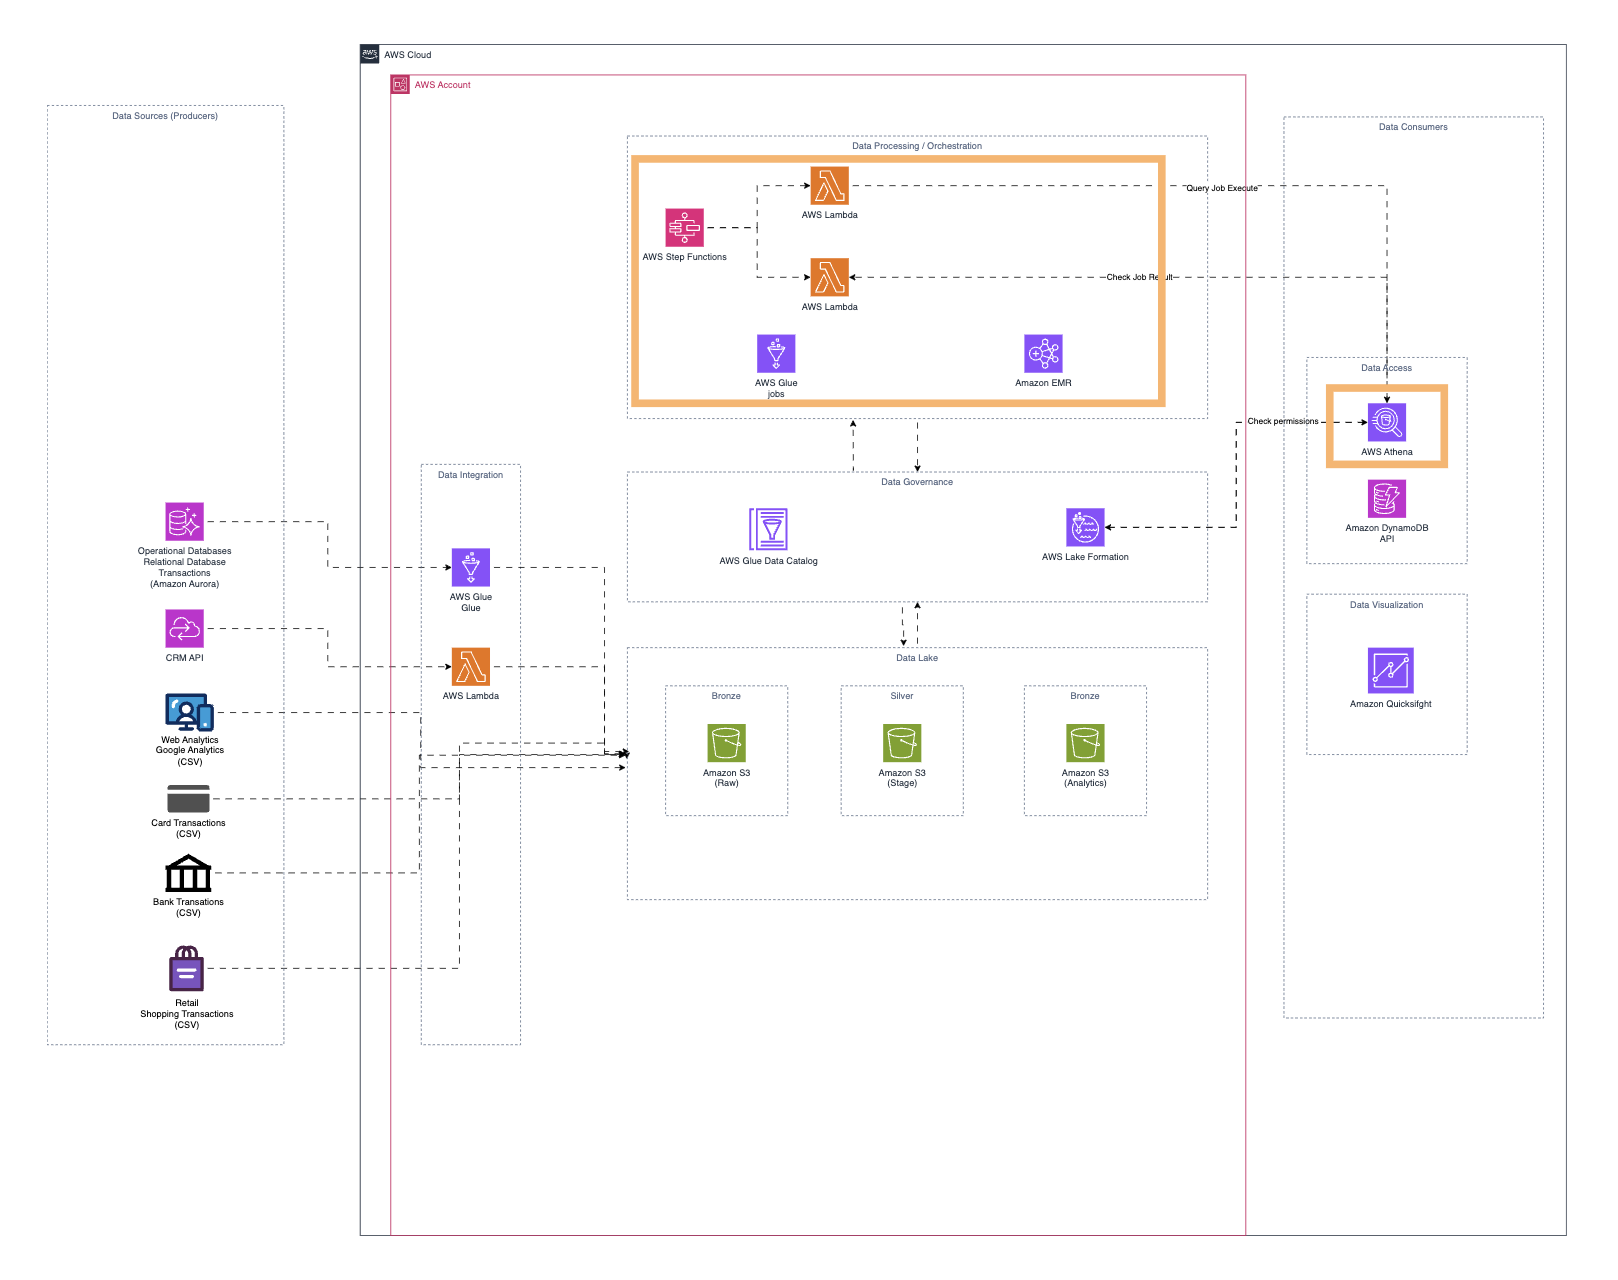 aws
AWS Cloud
AWS Account
Data Sources (Producers)
Operational Databases
Relational Database
Transactions
(Amazon Aurora)
CRM API
Web Analytics
Google Analytics
(CSV)
Card Transactions
(CSV)
Bank Transations
(CSV)
Retail
Shopping Transactions
(CSV)
Data Integration
AWS Glue
Glue
AWS Lambda
Data Processing / Orchestration
AWS Step Functions
AWS Lambda
AWS Lambda
AWS Glue
jobs
Amazon EMR
Query Job Execute
Check Job Result
Data Governance
AWS Glue Data Catalog
AWS Lake Formation
Check permissions
Data Lake
Bronze
Amazon S3
(Raw)
Silver
Amazon S3
(Stage)
Bronze
Amazon S3
(Analytics)
Data Consumers
Data Access
AWS Athena
Amazon DynamoDB
API
Data Visualization
Amazon Quicksifght